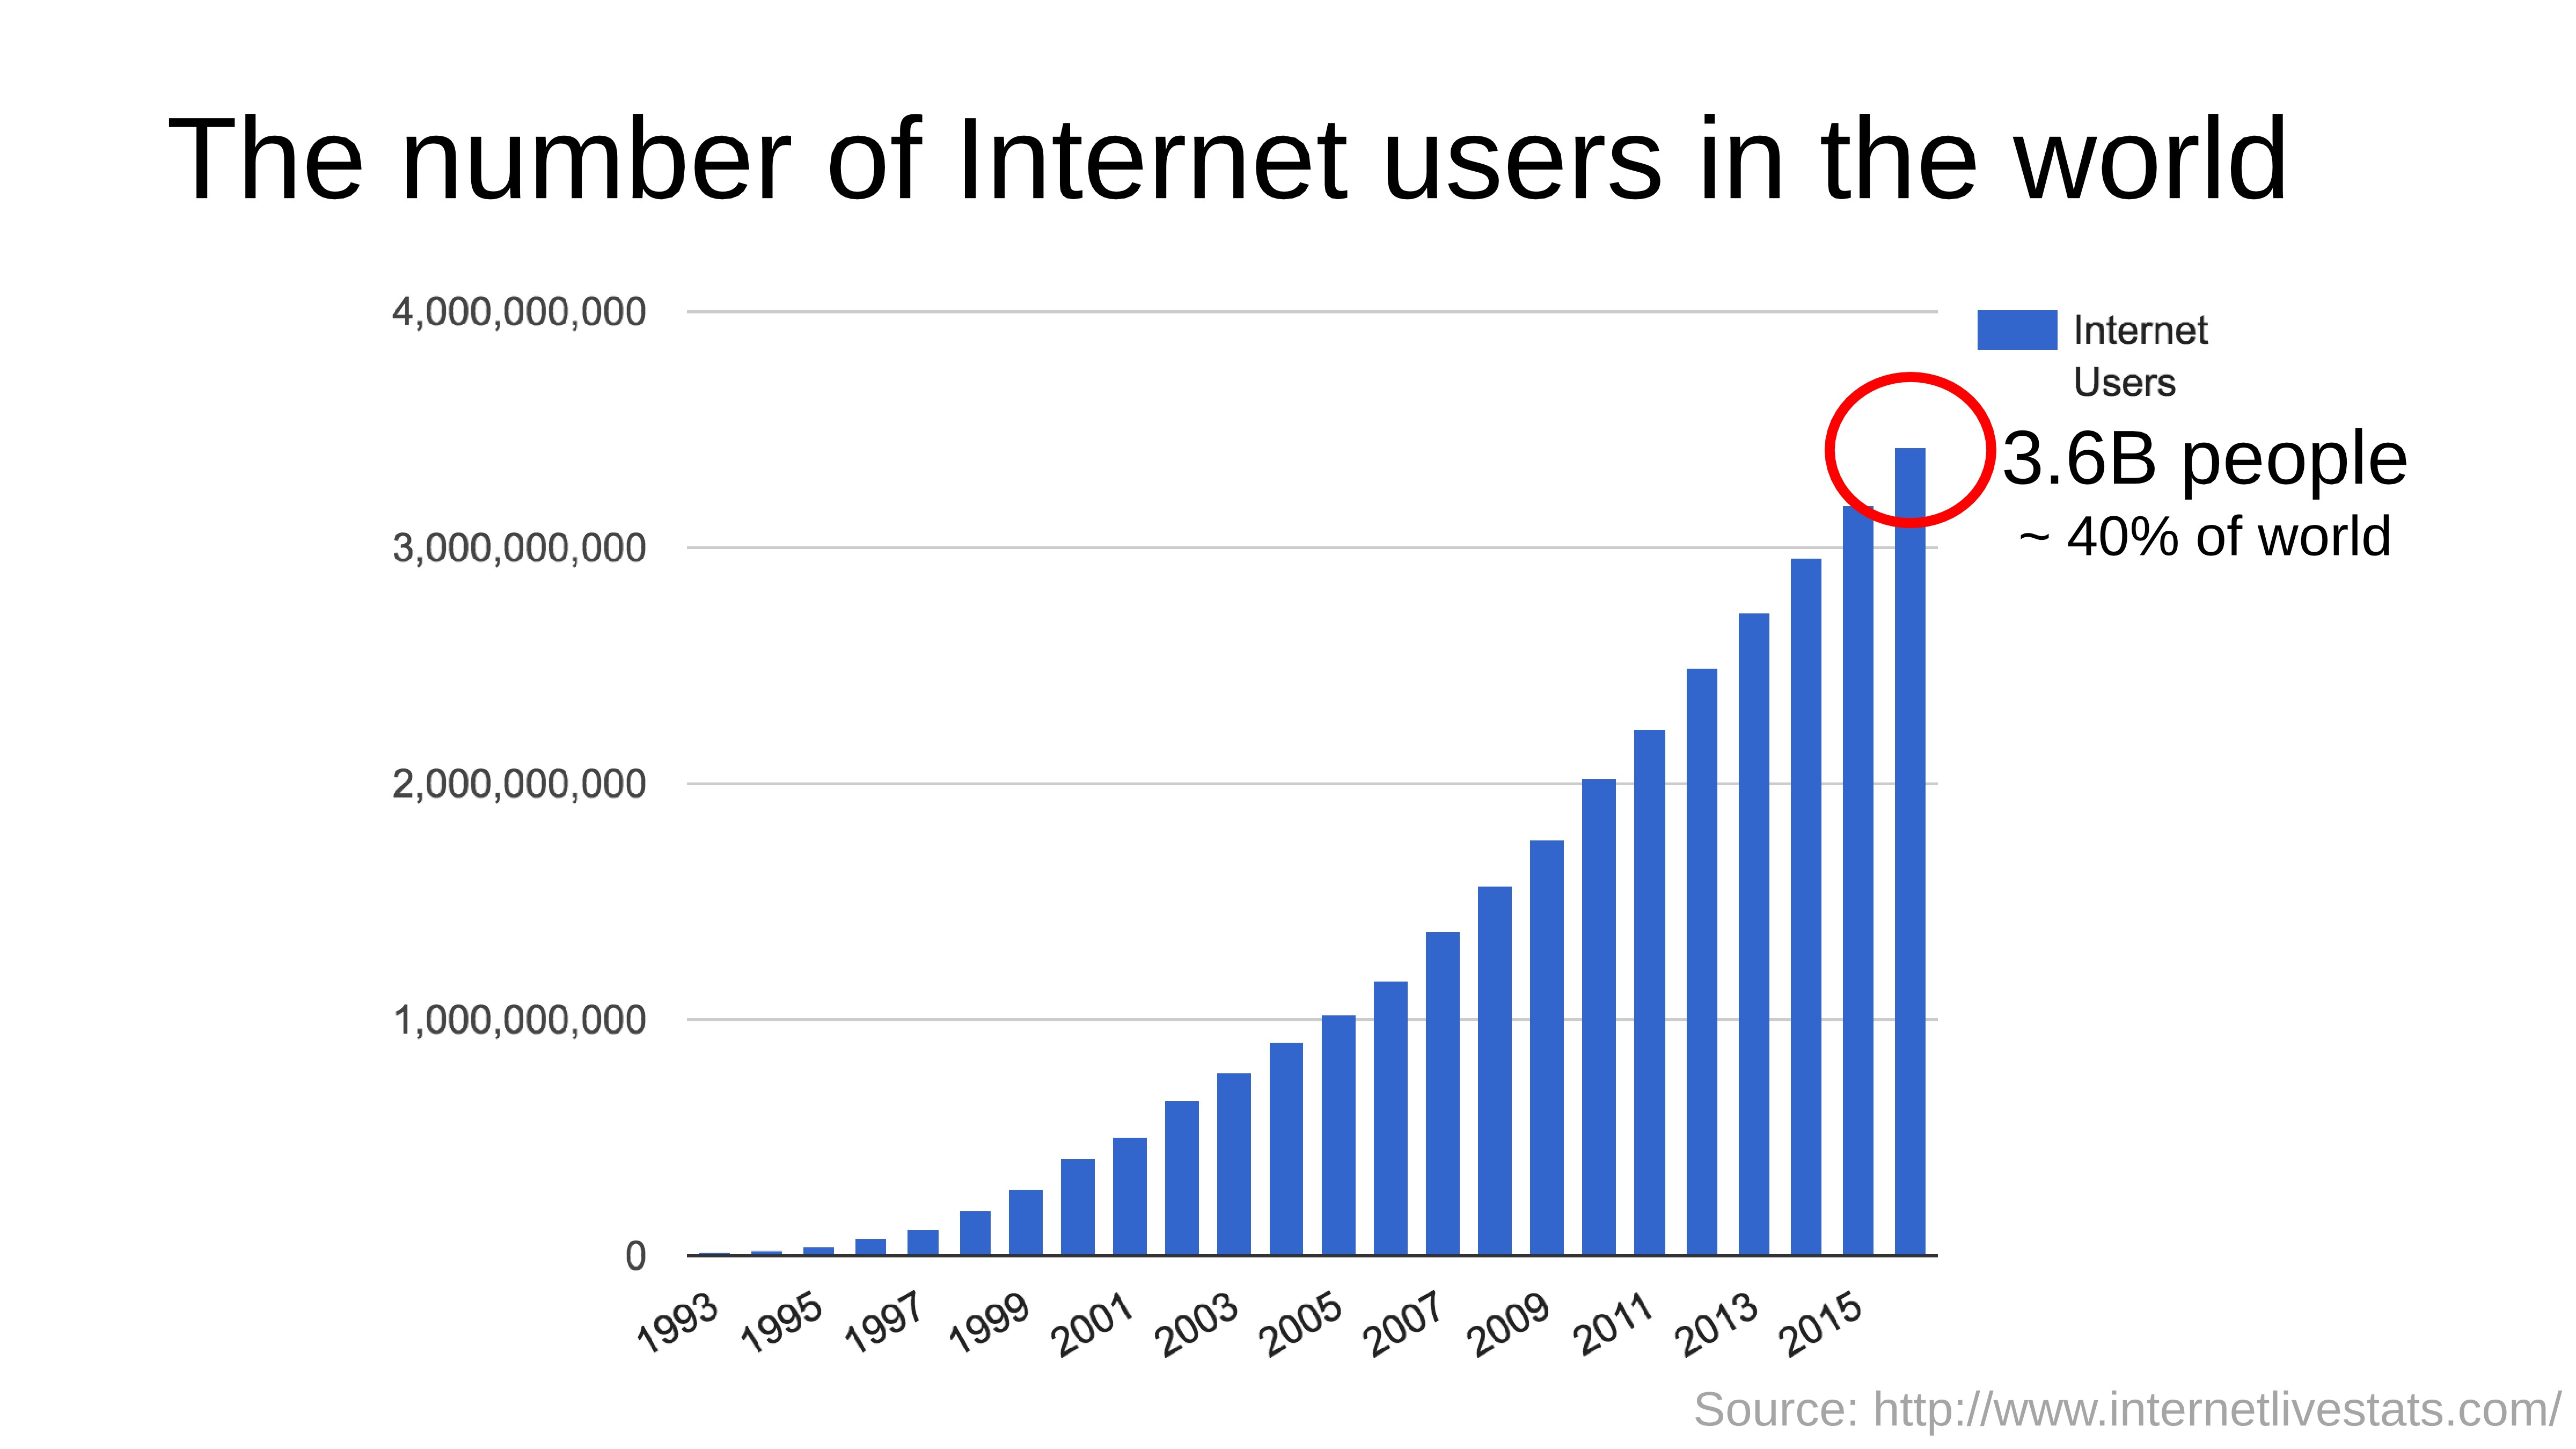 The number of Internet users in the world
4,000,000,000
3,000,000,000
2,000,000,000
1,000,000,000
0
Internet
Users
3.6B people
~ 40% of world
1993
1995
1997
1999
2001
2003
2005
2007
2009
2011
2013
2015
Source: http://www.internetlivestats.com/